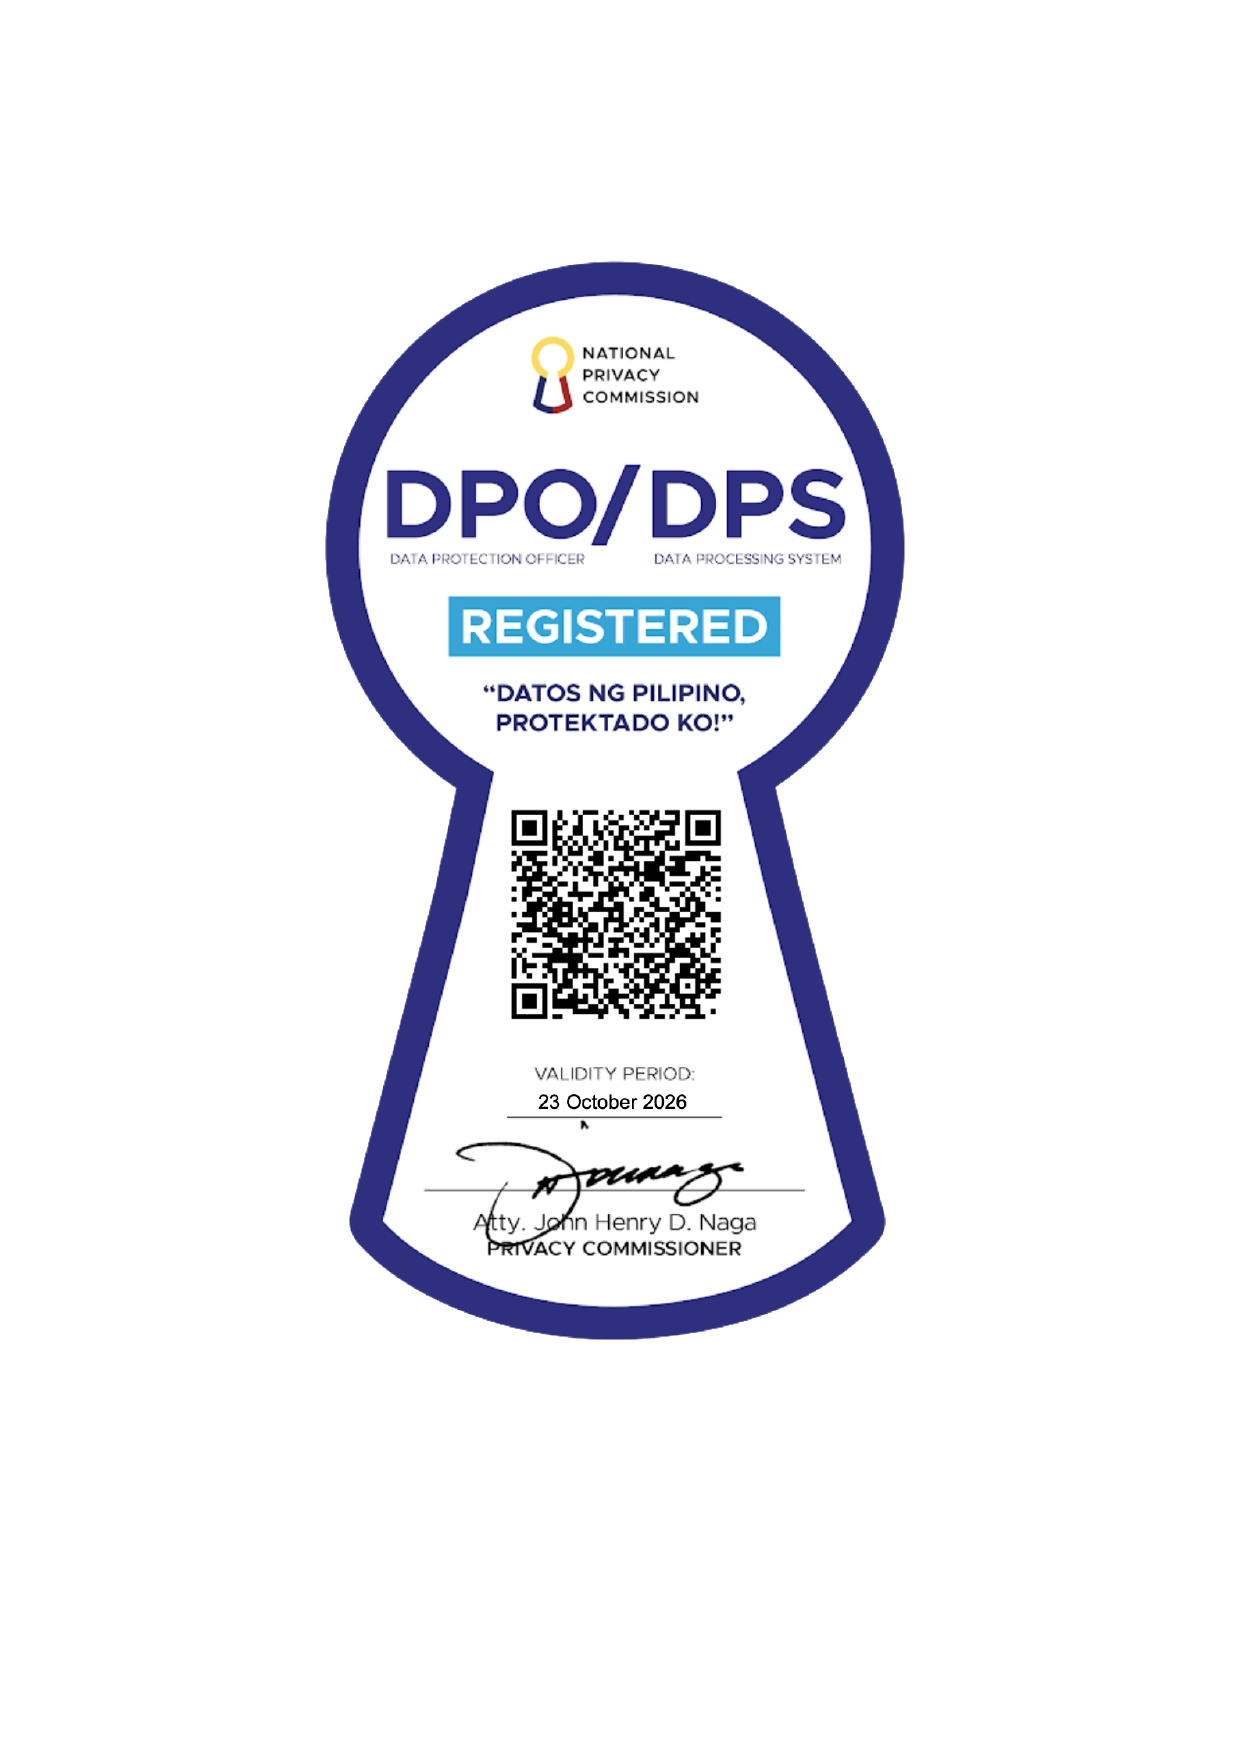 NATIONAL
PRIVACY
COMMISSION
DPO/DPS
DATA PROTECTION OFFICER DATA PROCESSING SYSTEM
REGISTERED
“DATOS NG PILIPINO,
PROTEKTADO KO!”
VALIDITY PERIOD:
23 October 2026
Atty. John Henry D. Naga
PRIVACY COMMISSIONER